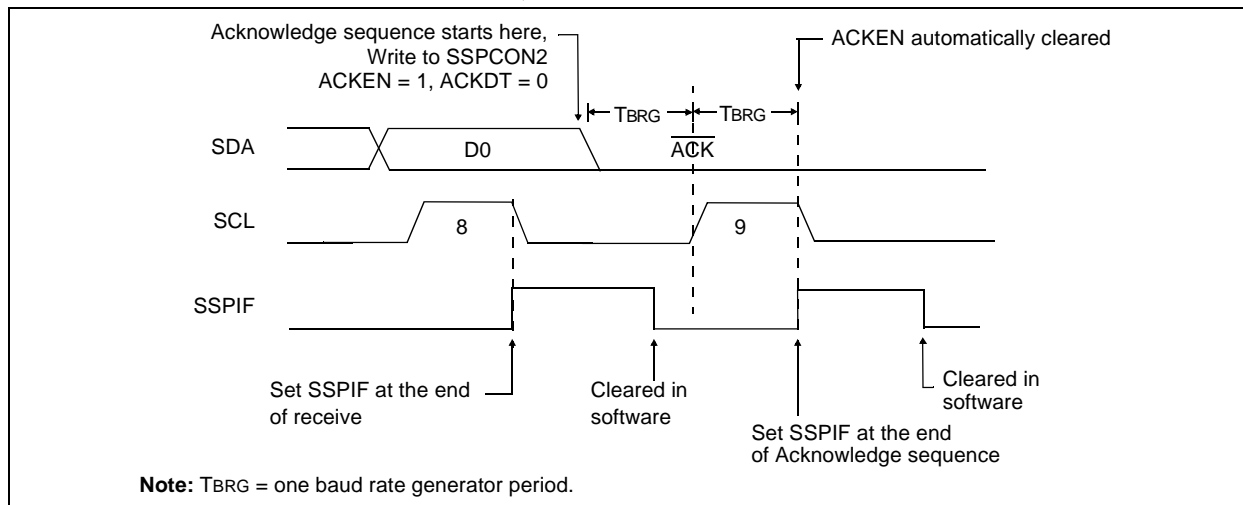 Acknowledge sequence starts here,
Write to SSPCON2
ACKEN = 1, ACKDT = 0
ACKEN automatically cleared
TBRG
TBRG
SDA
D0
ACK
SCL
8
9
SSPIF
Set SSPIF at the end
of receive
Cleared in
software
Set SSPIF at the end
of Acknowledge sequence
Cleared in
software
Note: TBRG = one baud rate generator period.